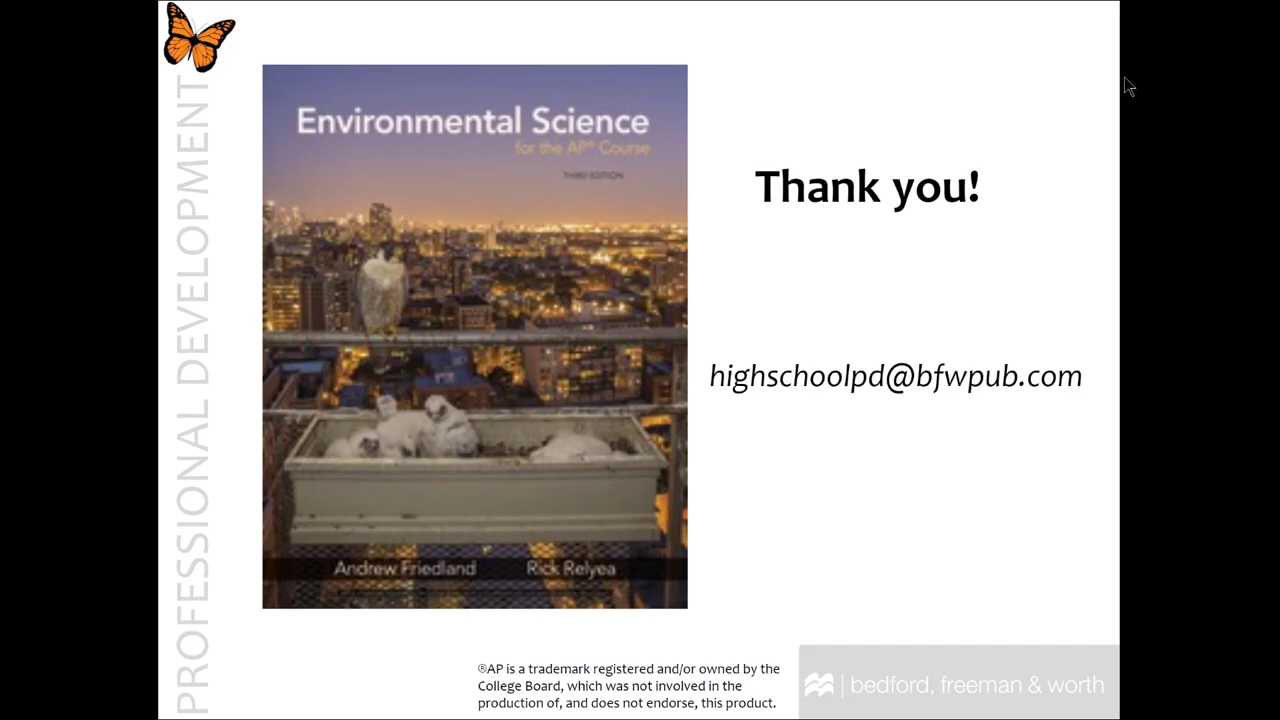 PROFESSIONAL DEVELOPMENT
Environmental Science
for the AP® Course
THIRD EDITION
Andrew Friedland Rick Relyea
Thank you!
highschoolpd@bfwpub.com
®AP is a trademark registered and/or owned by the
College Board, which was not involved in the
production of, and does not endorse, this product.
bedford, freeman & worth